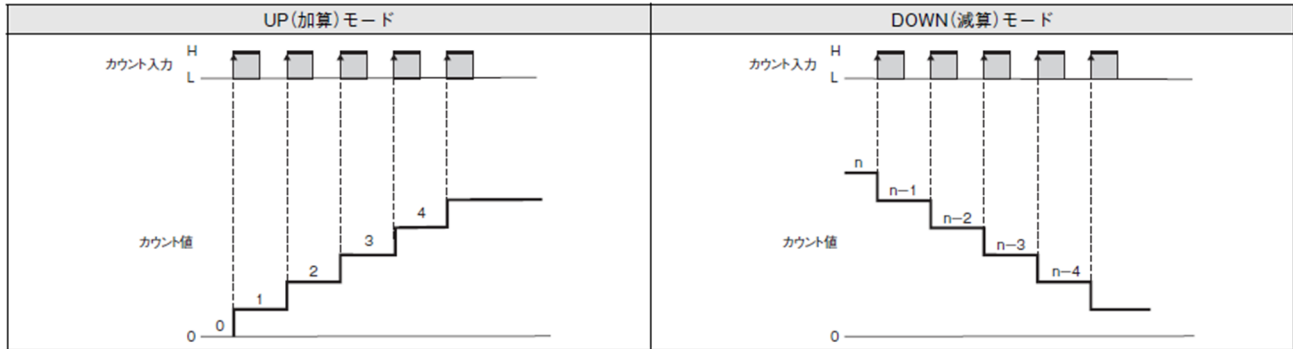 UP(加算)モード
カウント入力
H
L
カウント値
0
0
1
2
3
4
DOWN(減算)モード
カウント入力
H
L
カウント値
n
n−1
n−2
n−3
n−4
0